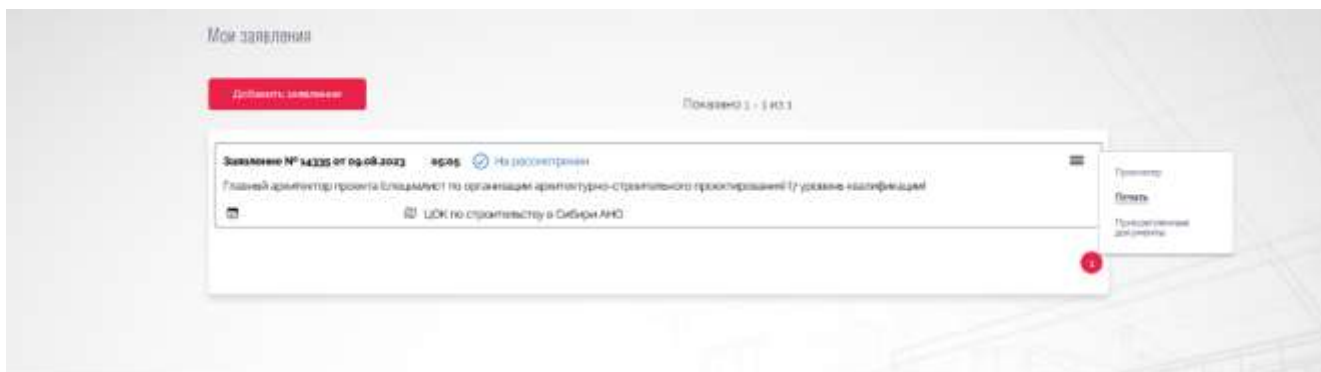 Мои заявления
Добавить заявление
Показано 1 - 1 из 1
Заявление № 14335 от 09.08.2023 05:05 На рассмотрении
Главный архитектор проекта (специалист по организации архитектурно-строительного проектирования) (7 уровень квалификации)
ЦОК по строительству в Сибири АНО
Просмотр
Печать
Прикрепленные
документы
1